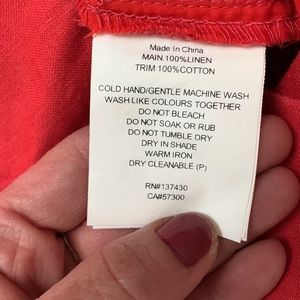 Made In China
MAIN:100%LINEN
TRIM:100%COTTON
COLD HAND/GENTLE MACHINE WASH
WASH LIKE COLOURS TOGETHER
DO NOT BLEACH
DO NOT SOAK OR RUB
DO NOT TUMBLE DRY
DRY IN SHADE
WARM IRON
DRY CLEANABLE (P)
RN#137430
CA#57300